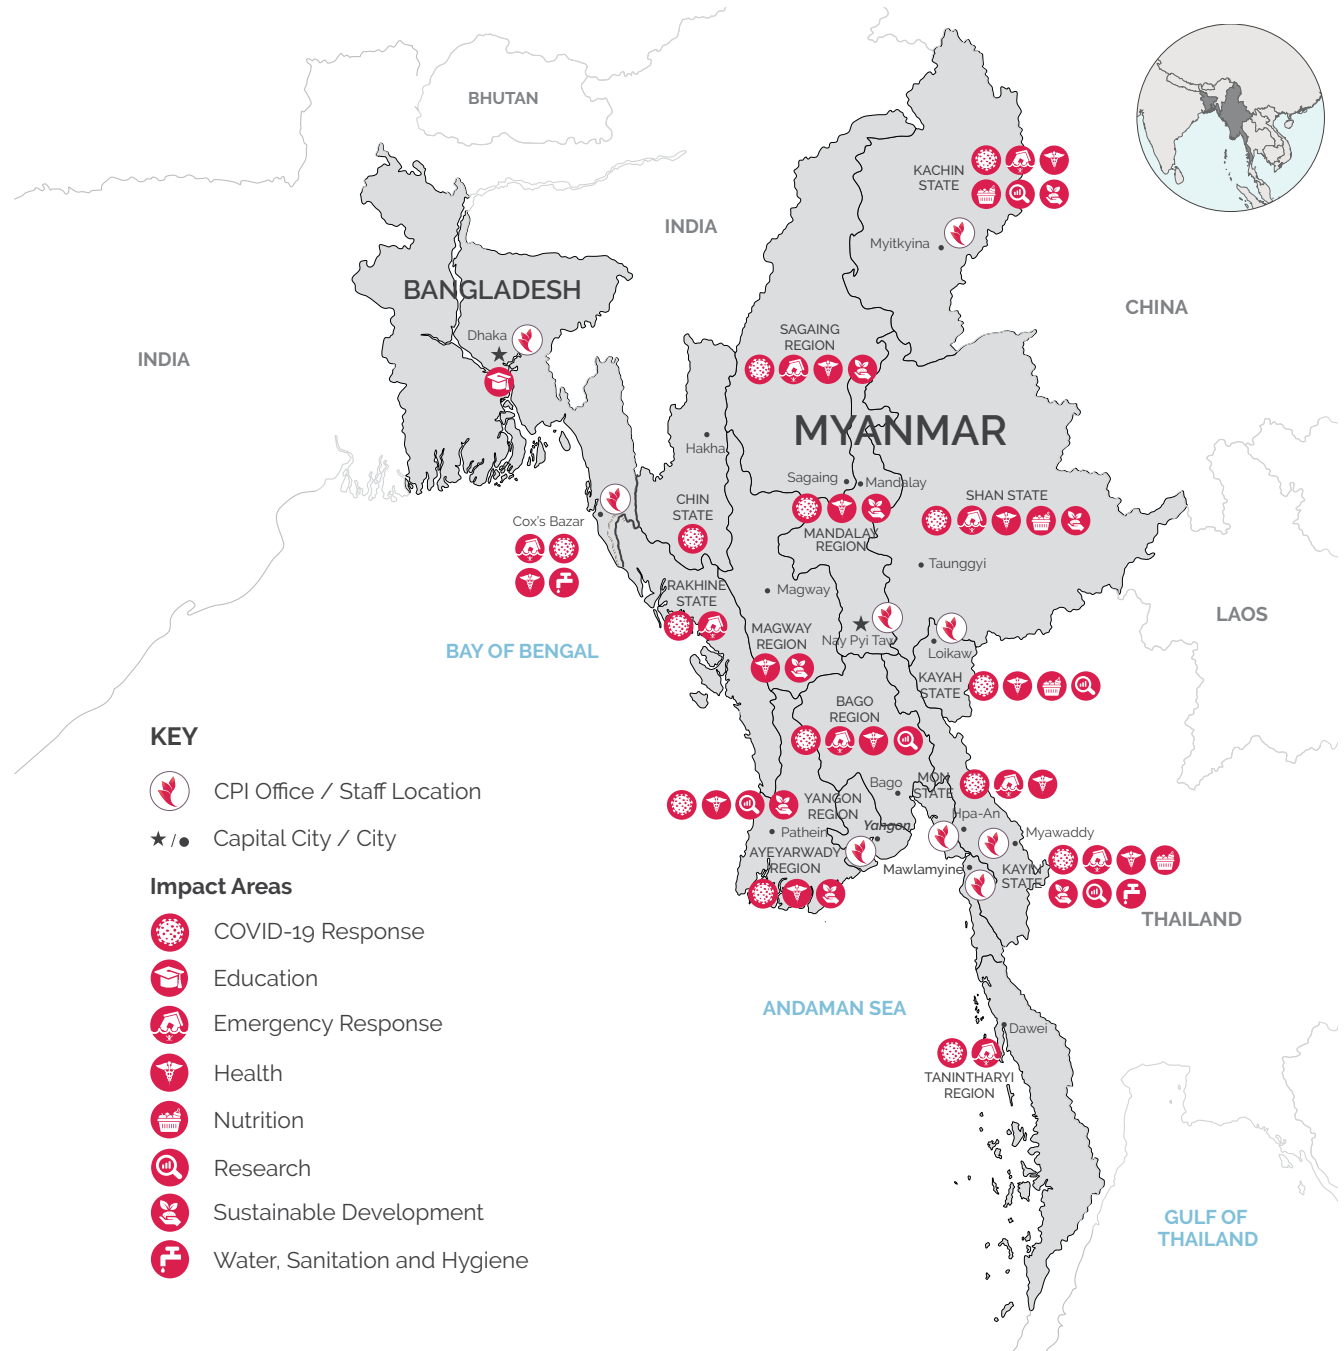 BHUTAN
KACHIN
STATE
INDIA
Myitkyina
BANGLADESH
CHINA
SAGAING
REGION
Dhaka
INDIA
MYANMAR
Hakha
Sagaing
Mandalay
SHAN STATE
CHIN
STATE
Cox's Bazar
MANDALAY
REGION
Taunggyi
RAKHINE
STATE
Magway
LAOS
MAGWAY
REGION
Nay Pyi Taw
BAY OF BENGAL
Loikaw
KAYAH
STATE
BAGO
REGION
KEY
CPI Office / Staff Location
Bago
MON
STATE
YANGON
REGION
Hpa-An
Yangon
Pathein
Myawaddy
/
Capital City / City
AYEYARWADY
REGION
Mawlamyine
KAYIN
STATE
Impact Areas
THAILAND
COVID-19 Response
Education
ANDAMAN SEA
Emergency Response
Dawei
Health
TANINTHARYI
REGION
Nutrition
Research
Sustainable Development
GULF OF
THAILAND
Water, Sanitation and Hygiene